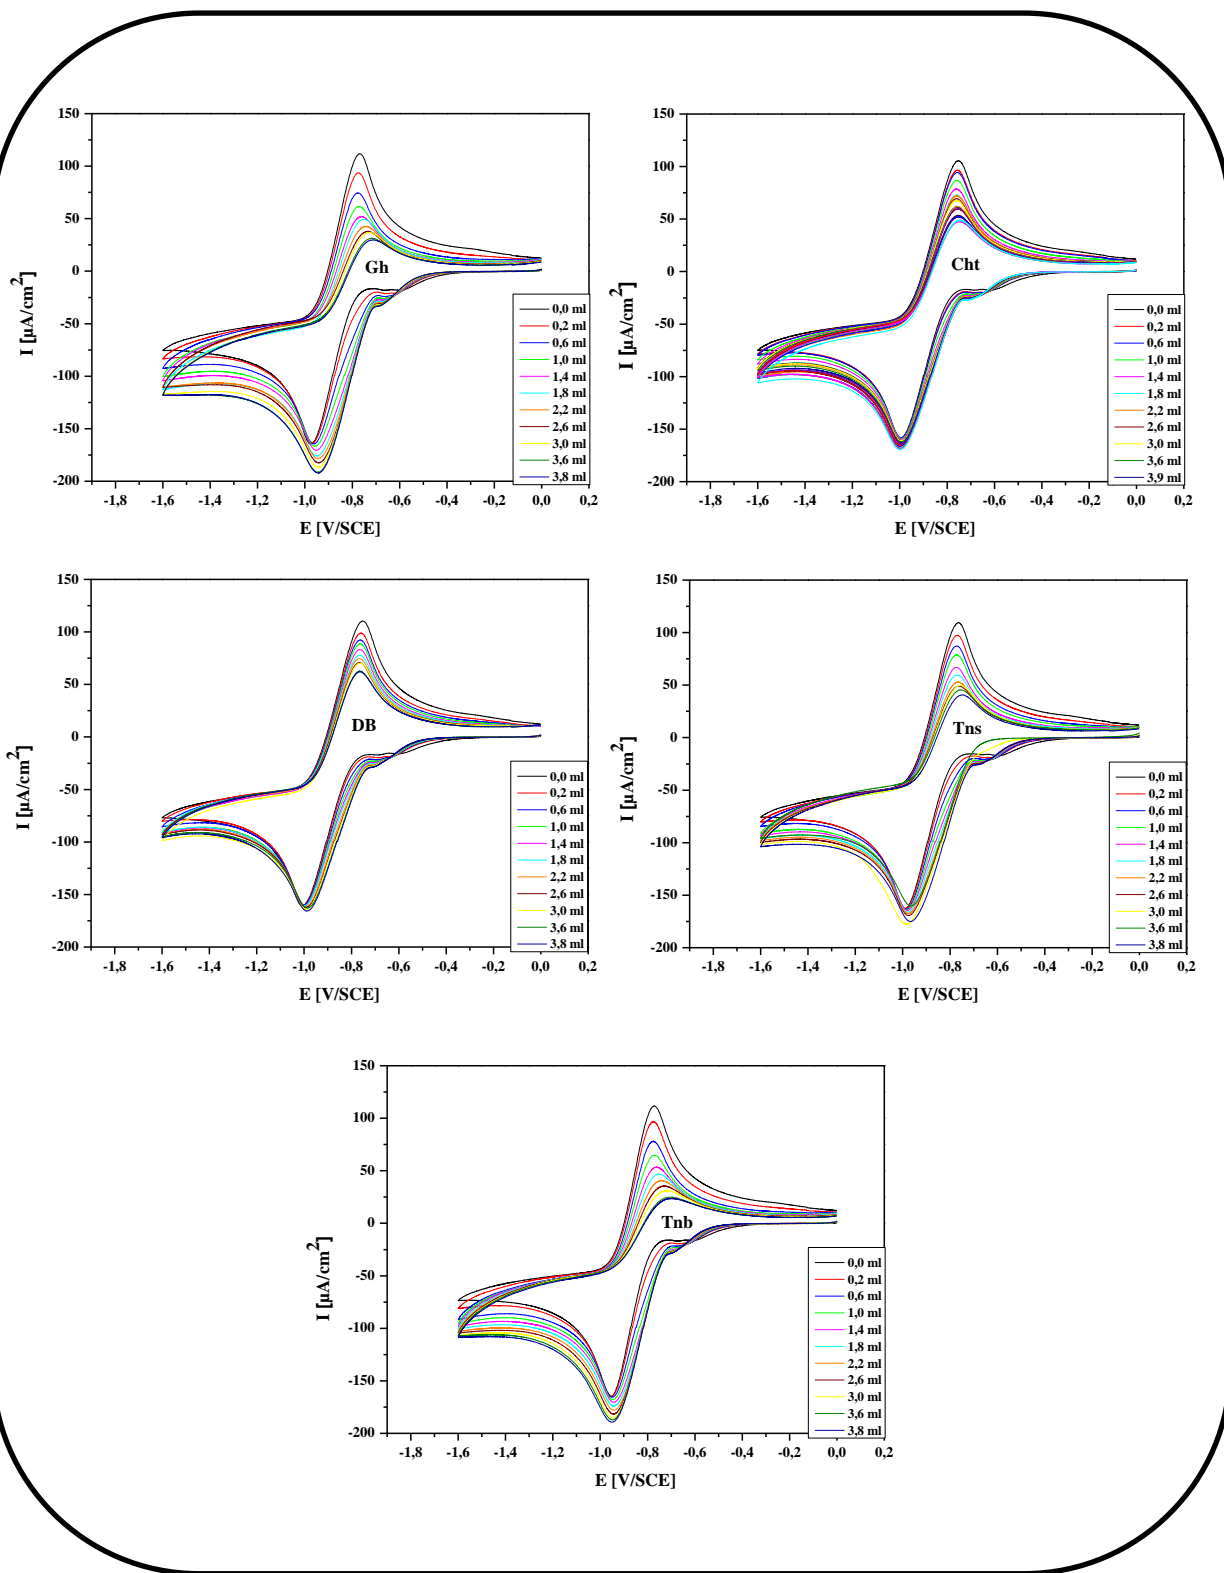 150
100
50
0
-50
-100
-150
-200
I [µA/cm²]
Gh
0,0 ml
0,2 ml
0,6 ml
1,0 ml
1,4 ml
1,8 ml
2,2 ml
2,6 ml
3,0 ml
3,6 ml
3,8 ml
-1,8 -1,6 -1,4 -1,2 -1,0 -0,8 -0,6 -0,4 -0,2 0,0 0,2
E [V/SCE]
150
100
50
0
-50
-100
-150
-200
I [µA/cm²]
Cht
0,0 ml
0,2 ml
0,6 ml
1,0 ml
1,4 ml
1,8 ml
2,2 ml
2,6 ml
3,0 ml
3,6 ml
3,9 ml
-1,8 -1,6 -1,4 -1,2 -1,0 -0,8 -0,6 -0,4 -0,2 0,0 0,2
E [V/SCE]
150
100
50
0
-50
-100
-150
-200
I [µA/cm²]
DB
0,0 ml
0,2 ml
0,6 ml
1,0 ml
1,4 ml
1,8 ml
2,2 ml
2,6 ml
3,0 ml
3,6 ml
3,8 ml
-1,8 -1,6 -1,4 -1,2 -1,0 -0,8 -0,6 -0,4 -0,2 0,0 0,2
E [V/SCE]
150
100
50
0
-50
-100
-150
-200
I [µA/cm²]
Tns
0,0 ml
0,2 ml
0,6 ml
1,0 ml
1,4 ml
1,8 ml
2,2 ml
2,6 ml
3,0 ml
3,6 ml
3,8 ml
-1,8 -1,6 -1,4 -1,2 -1,0 -0,8 -0,6 -0,4 -0,2 0,0 0,2
E [V/SCE]
150
100
50
0
-50
-100
-150
-200
I [µA/cm²]
Tnb
0,0 ml
0,2 ml
0,6 ml
1,0 ml
1,4 ml
1,8 ml
2,2 ml
2,6 ml
3,0 ml
3,6 ml
3,8 ml
-1,8 -1,6 -1,4 -1,2 -1,0 -0,8 -0,6 -0,4 -0,2 0,0 0,2
E [V/SCE]